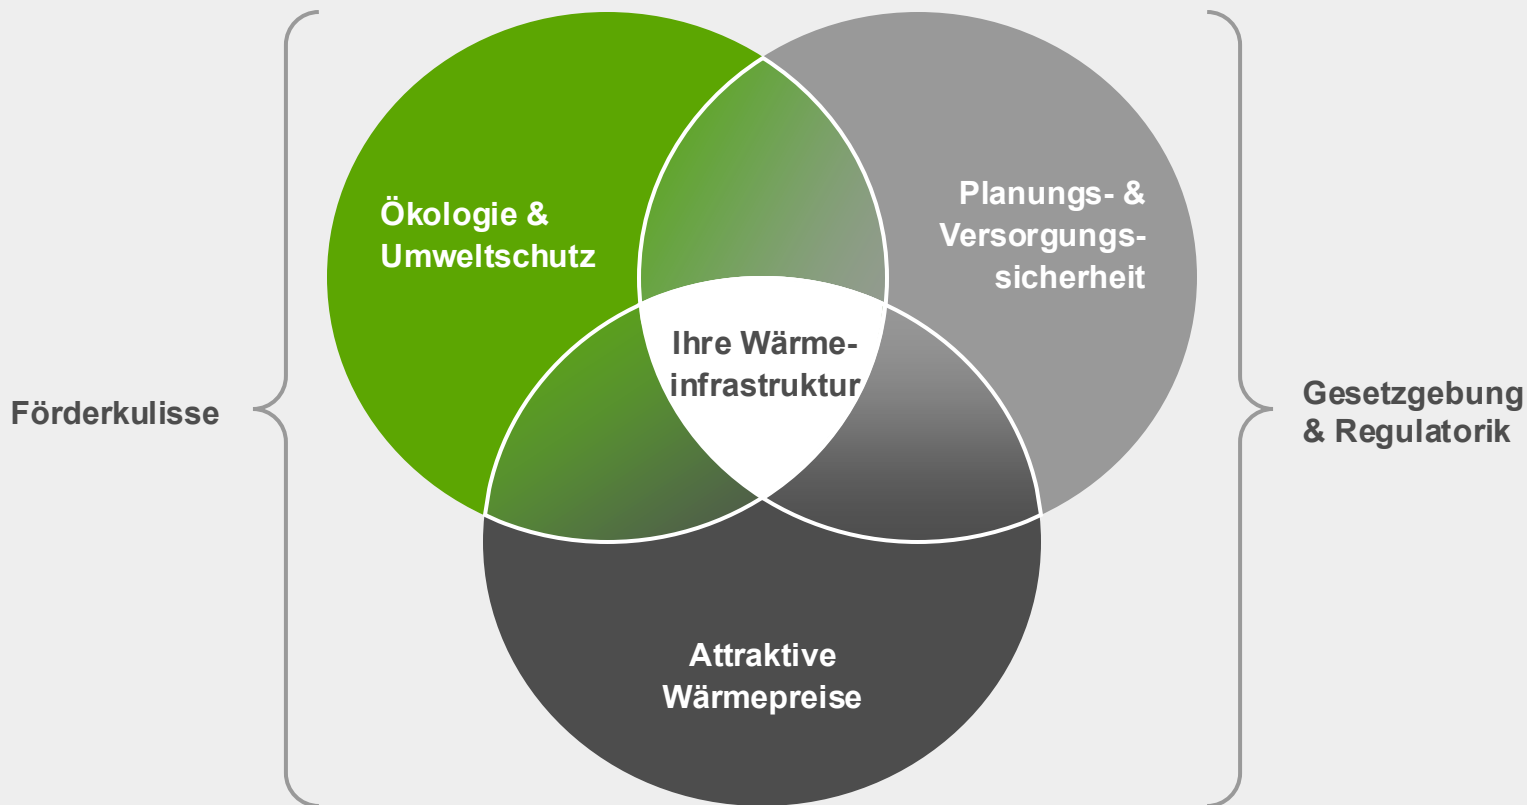 Ökologie &
Umweltschutz
Planungs- &
Versorgungs-
sicherheit
Ihre Wärme-
infrastruktur
Förderkulisse
Gesetzgebung
& Regulatorik
Attraktive
Wärmepreise